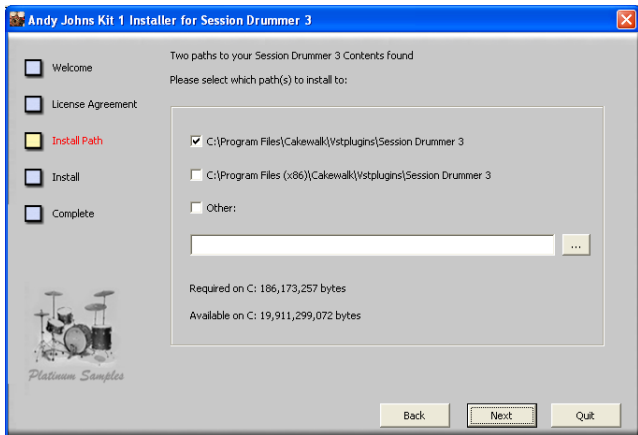 Andy Johns Kit 1 Installer for Session Drummer 3
Welcome
License Agreement
Install Path
Install
Complete
Platinum Samples
Two paths to your Session Drummer 3 Contents found
Please select which path(s) to install to:
C:\Program Files\Cakewalk\Vstplugins\Session Drummer 3
C:\Program Files (x86)\Cakewalk\Vstplugins\Session Drummer 3
Other:
...
Required on C: 186,173,257 bytes
Available on C: 19,911,299,072 bytes
Back Next Quit